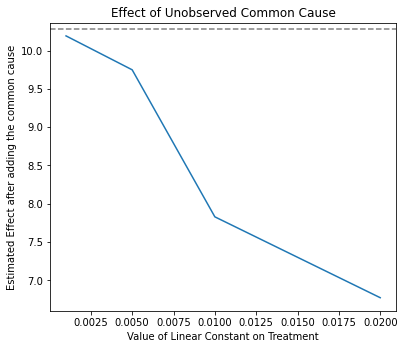 Effect of Unobserved Common Cause
Estimated Effect after adding the common cause
10.0
9.5
9.0
8.5
8.0
7.5
7.0
0.0025 0.0050 0.0075 0.0100 0.0125 0.0150 0.0175 0.0200
Value of Linear Constant on Treatment